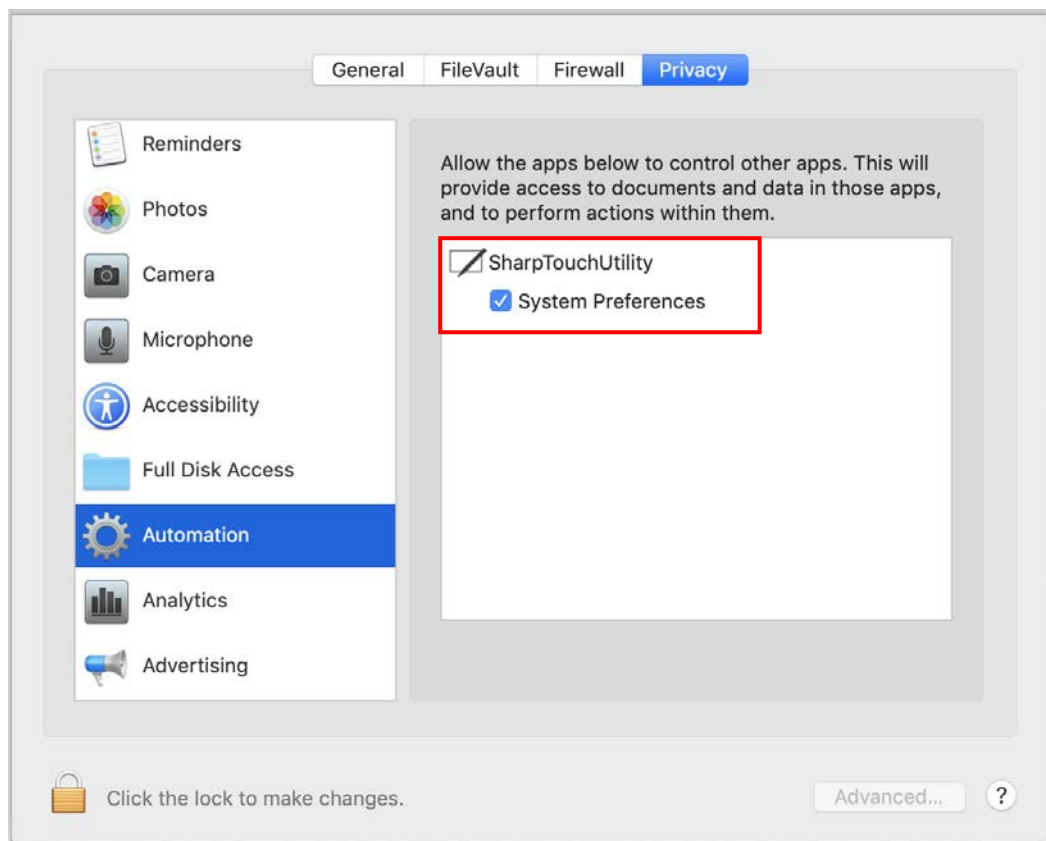 General FileVault Firewall Privacy
Reminders
Photos
Camera
Microphone
Accessibility
Full Disk Access
Automation
Analytics
Advertising
Allow the apps below to control other apps. This will
provide access to documents and data in those apps,
and to perform actions within them.
SharpTouchUtility
System Preferences
Click the lock to make changes.
Advanced...
?